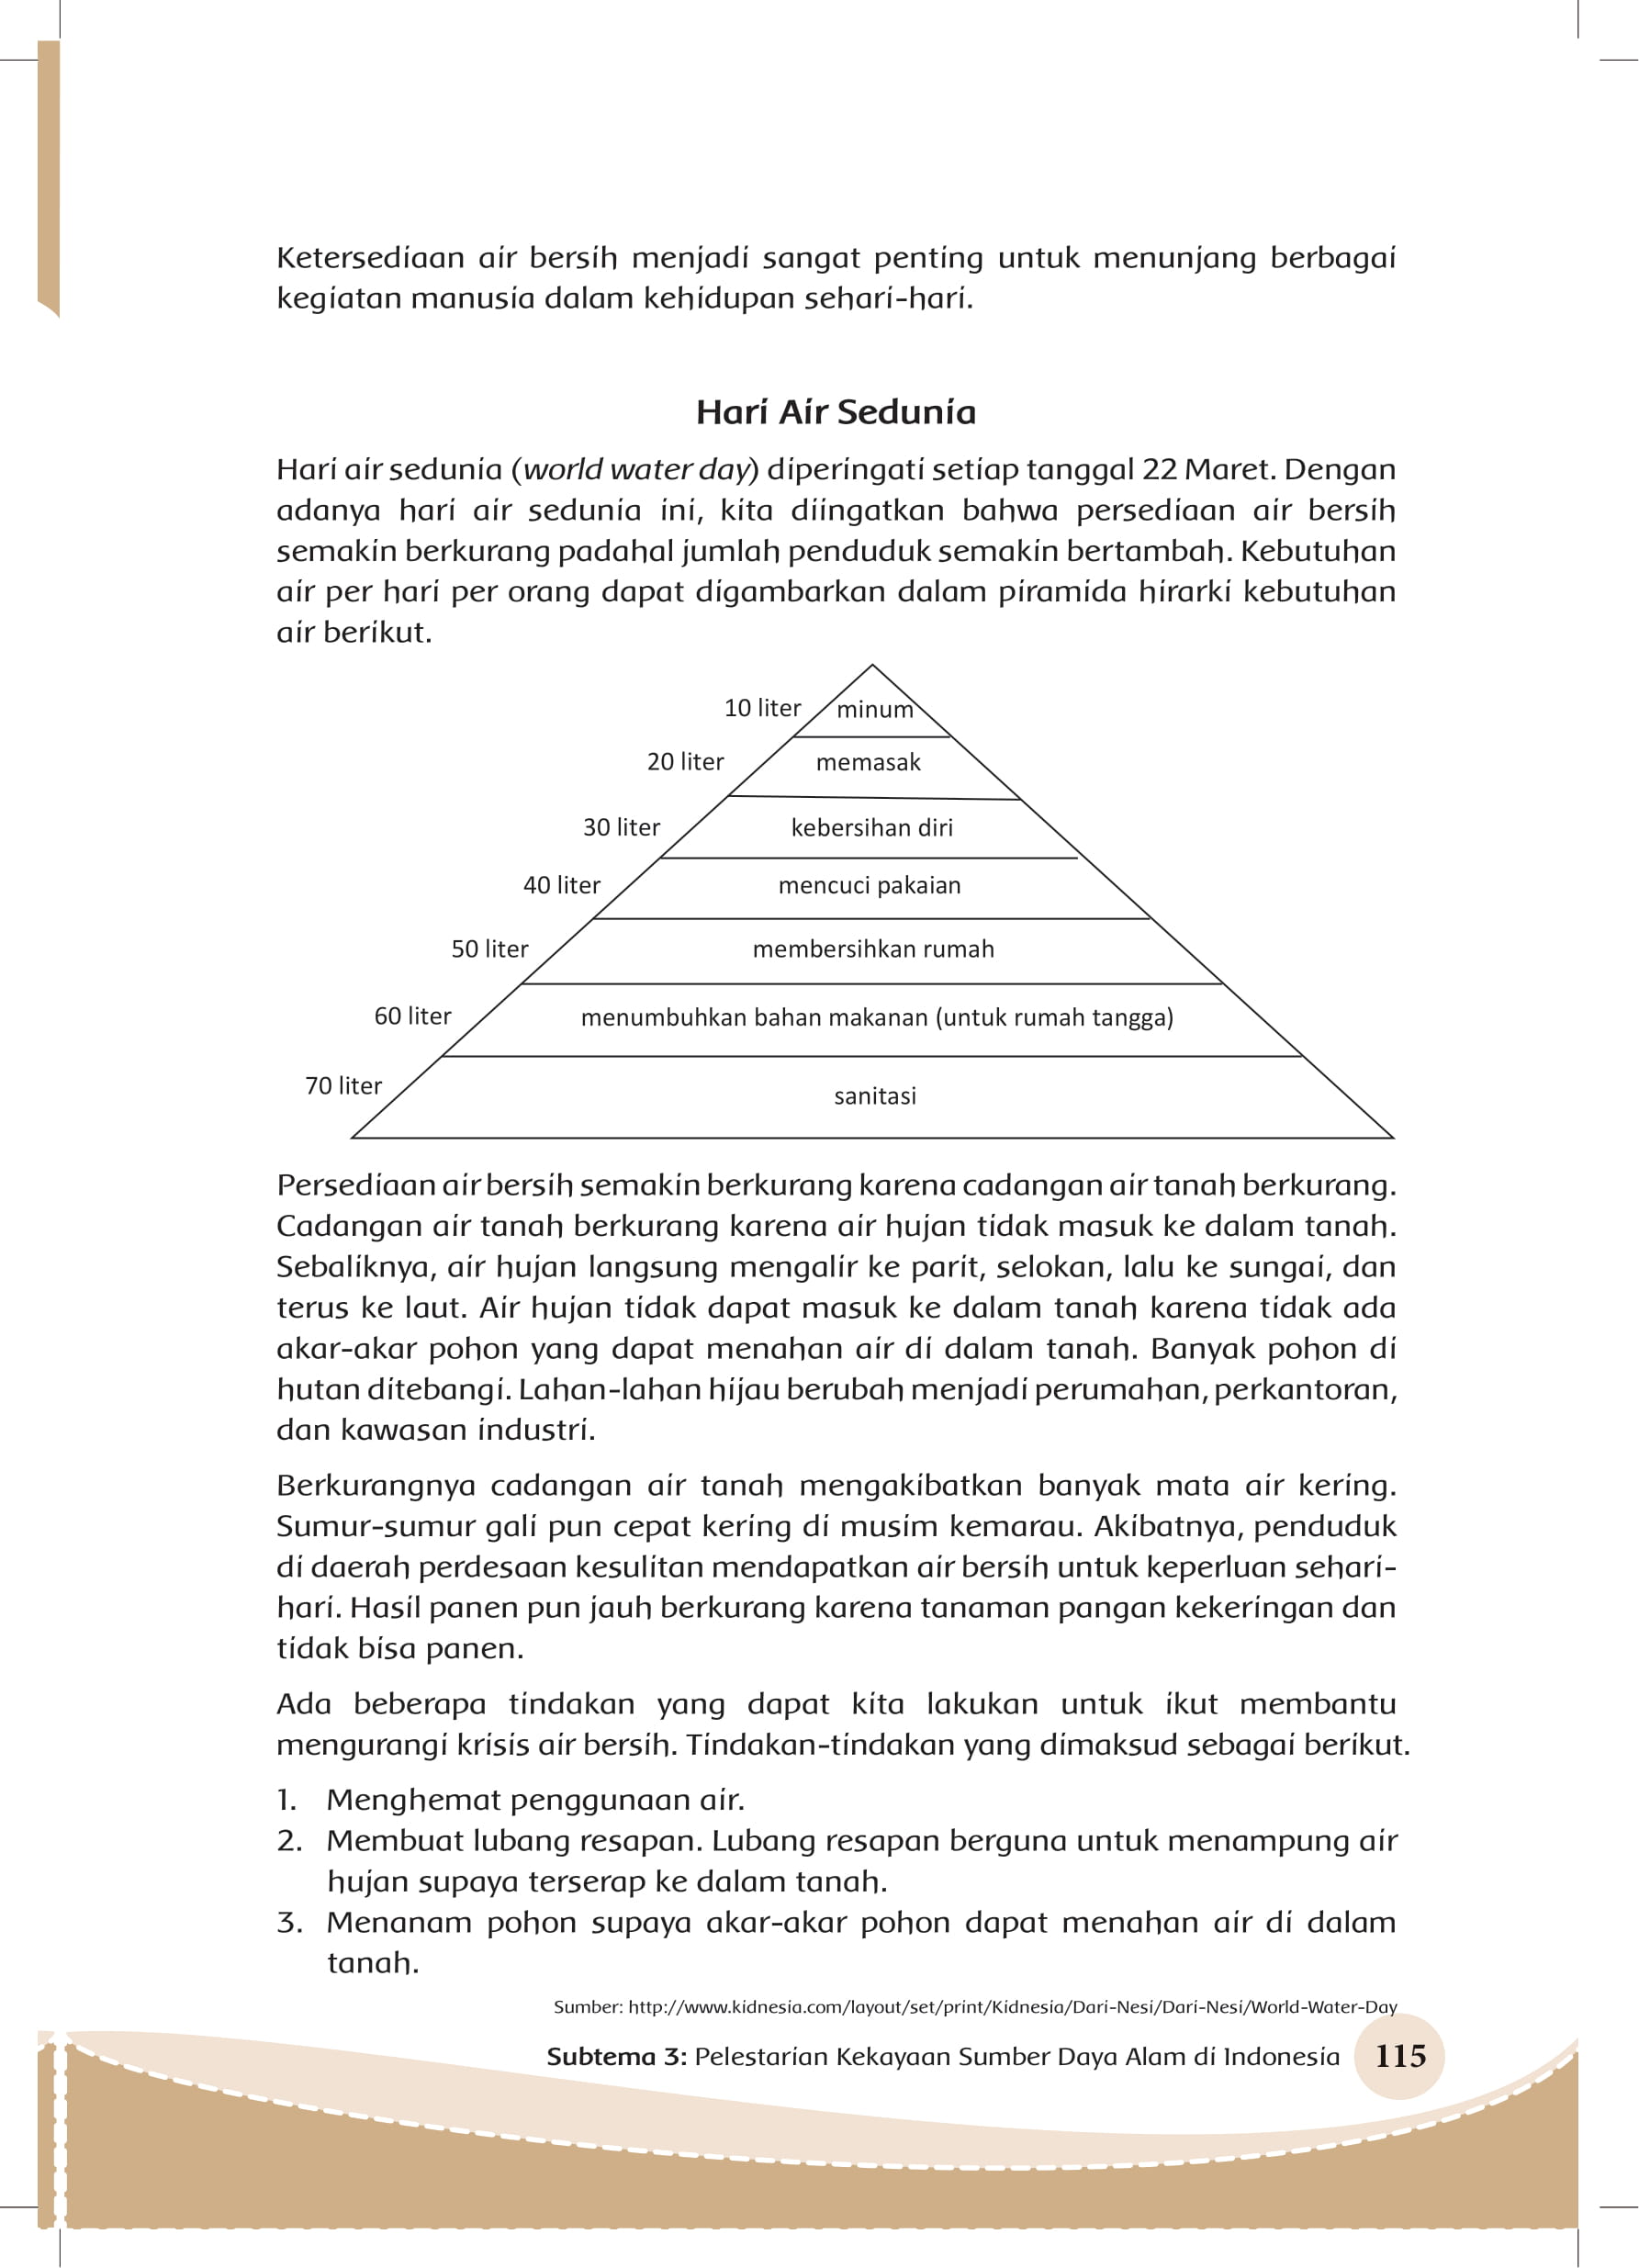 Ketersediaan air bersih menjadi sangat penting untuk menunjang berbagai
kegiatan manusia dalam kehidupan sehari-hari.
Hari Air Sedunia
Hari air sedunia (world water day) diperingati setiap tanggal 22 Maret. Dengan
adanya hari air sedunia ini, kita diingatkan bahwa persediaan air bersih
semakin berkurang padahal jumlah penduduk semakin bertambah. Kebutuhan
air per hari per orang dapat digambarkan dalam piramida hirarki kebutuhan
air berikut.
10 liter minum
20 liter memasak
30 liter kebersihan diri
40 liter mencuci pakaian
50 liter membersihkan rumah
60 liter menumbuhkan bahan makanan (untuk rumah tangga)
70 liter sanitasi
Persediaan air bersih semakin berkurang karena cadangan air tanah berkurang.
Cadangan air tanah berkurang karena air hujan tidak masuk ke dalam tanah.
Sebaliknya, air hujan langsung mengalir ke parit, selokan, lalu ke sungai, dan
terus ke laut. Air hujan tidak dapat masuk ke dalam tanah karena tidak ada
akar-akar pohon yang dapat menahan air di dalam tanah. Banyak pohon di
hutan ditebangi. Lahan-lahan hijau berubah menjadi perumahan, perkantoran,
dan kawasan industri.
Berkurangnya cadangan air tanah mengakibatkan banyak mata air kering.
Sumur-sumur gali pun cepat kering di musim kemarau. Akibatnya, penduduk
di daerah perdesaan kesulitan mendapatkan air bersih untuk keperluan sehari-
hari. Hasil panen pun jauh berkurang karena tanaman pangan kekeringan dan
tidak bisa panen.
Ada beberapa tindakan yang dapat kita lakukan untuk ikut membantu
mengurangi krisis air bersih. Tindakan-tindakan yang dimaksud sebagai berikut.
1. Menghemat penggunaan air.
2. Membuat lubang resapan. Lubang resapan berguna untuk menampung air
hujan supaya terserap ke dalam tanah.
3. Menanam pohon supaya akar-akar pohon dapat menahan air di dalam
tanah.
Sumber: http://www.kidnesia.com/layout/set/print/Kidnesia/Dari-Nesi/Dari-Nesi/World-Water-Day
Subtema 3: Pelestarian Kekayaan Sumber Daya Alam di Indonesia 115